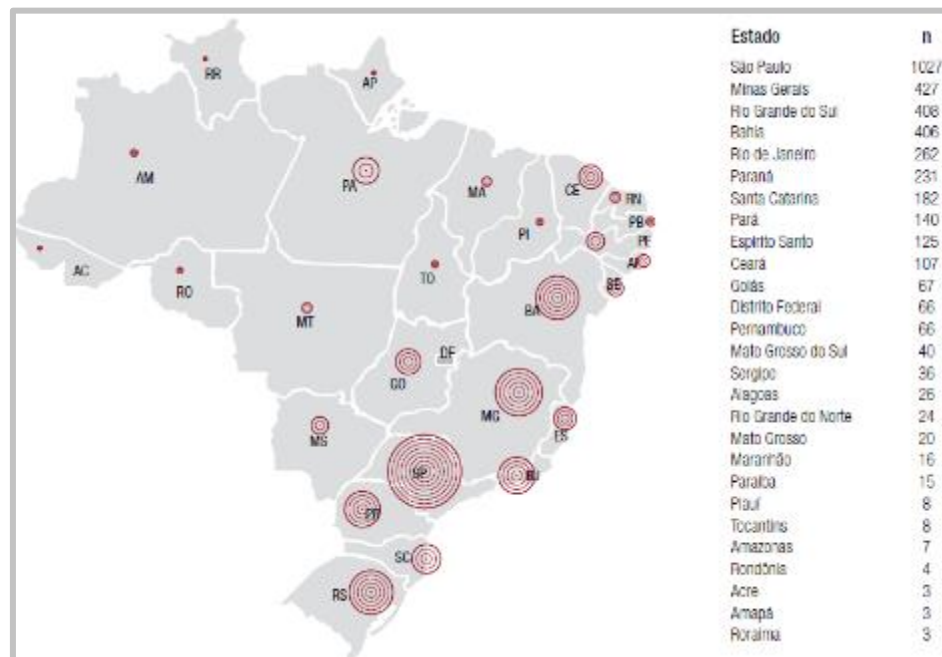 Estado n
São Paulo 1027
Minas Gerais 427
Rio Grande do Sul 408
Bahia 406
Rio de Janeiro 262
Paraná 231
Santa Catarina 182
Pará 140
Espírito Santo 125
Ceará 107
Goiás 67
Distrito Federal 66
Pernambuco 66
Mato Grosso do Sul 40
Sergipe 36
Alagoas 26
Rio Grande do Norte 24
Mato Grosso 20
Maranhão 16
Paraíba 15
Piauí 8
Tocantins 8
Amazonas 7
Rondônia 4
Acre 3
Amapá 3
Roraima 3
RR
AP
AM
PA
MA
CE
RN
PB
PE
PI
AL
AC
TO
SE
RO
BA
MT
DF
GO
MG
MS
ES
SP
RJ
PR
SC
RS